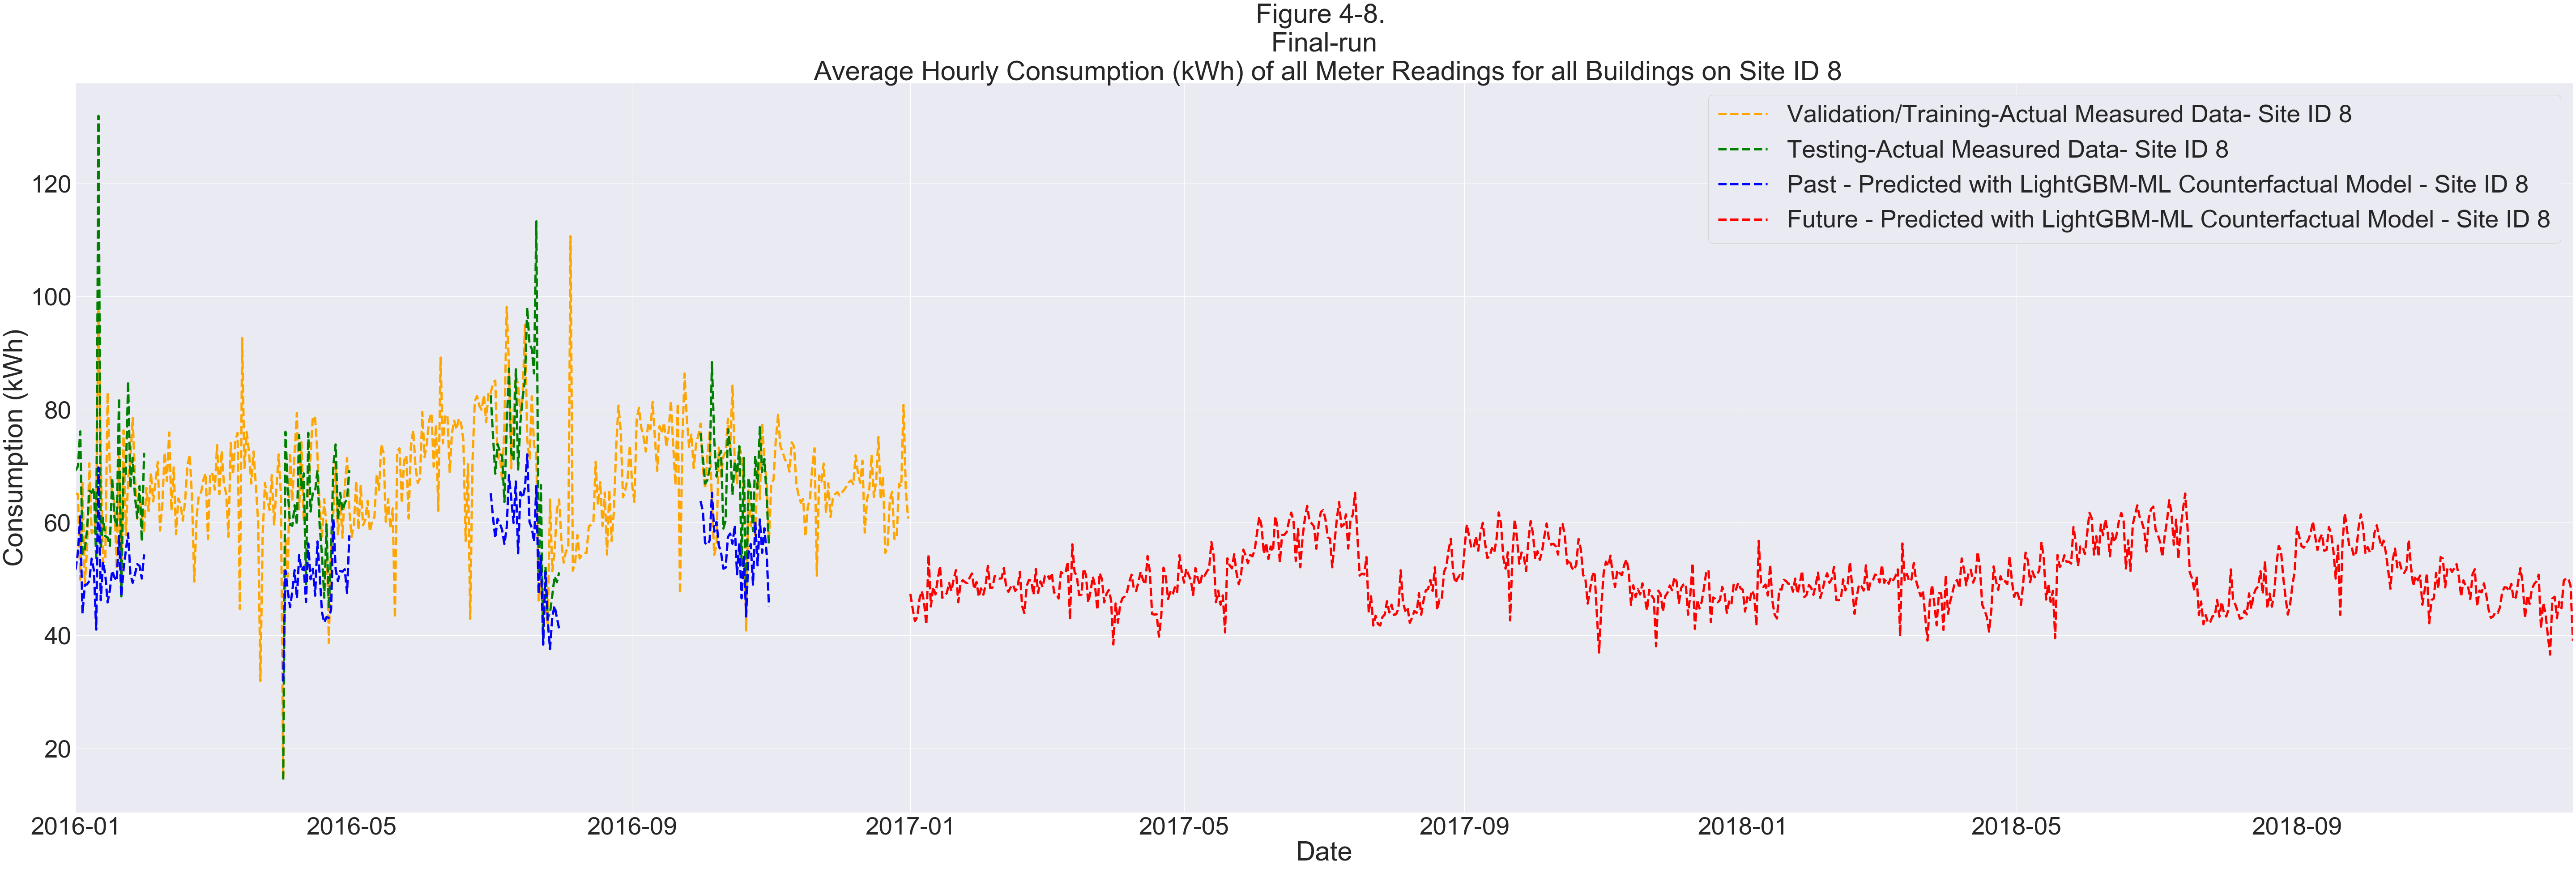 Figure 4-8.
Final-run
Average Hourly Consumption (kWh) of all Meter Readings for all Buildings on Site ID 8
Validation/Training-Actual Measured Data- Site ID 8
Testing-Actual Measured Data- Site ID 8
Past - Predicted with LightGBM-ML Counterfactual Model - Site ID 8
Future - Predicted with LightGBM-ML Counterfactual Model - Site ID 8
Consumption (kWh)
120
100
80
60
40
20
2016-01 2016-05 2016-09 2017-01 2017-05 2017-09 2018-01 2018-05 2018-09
Date